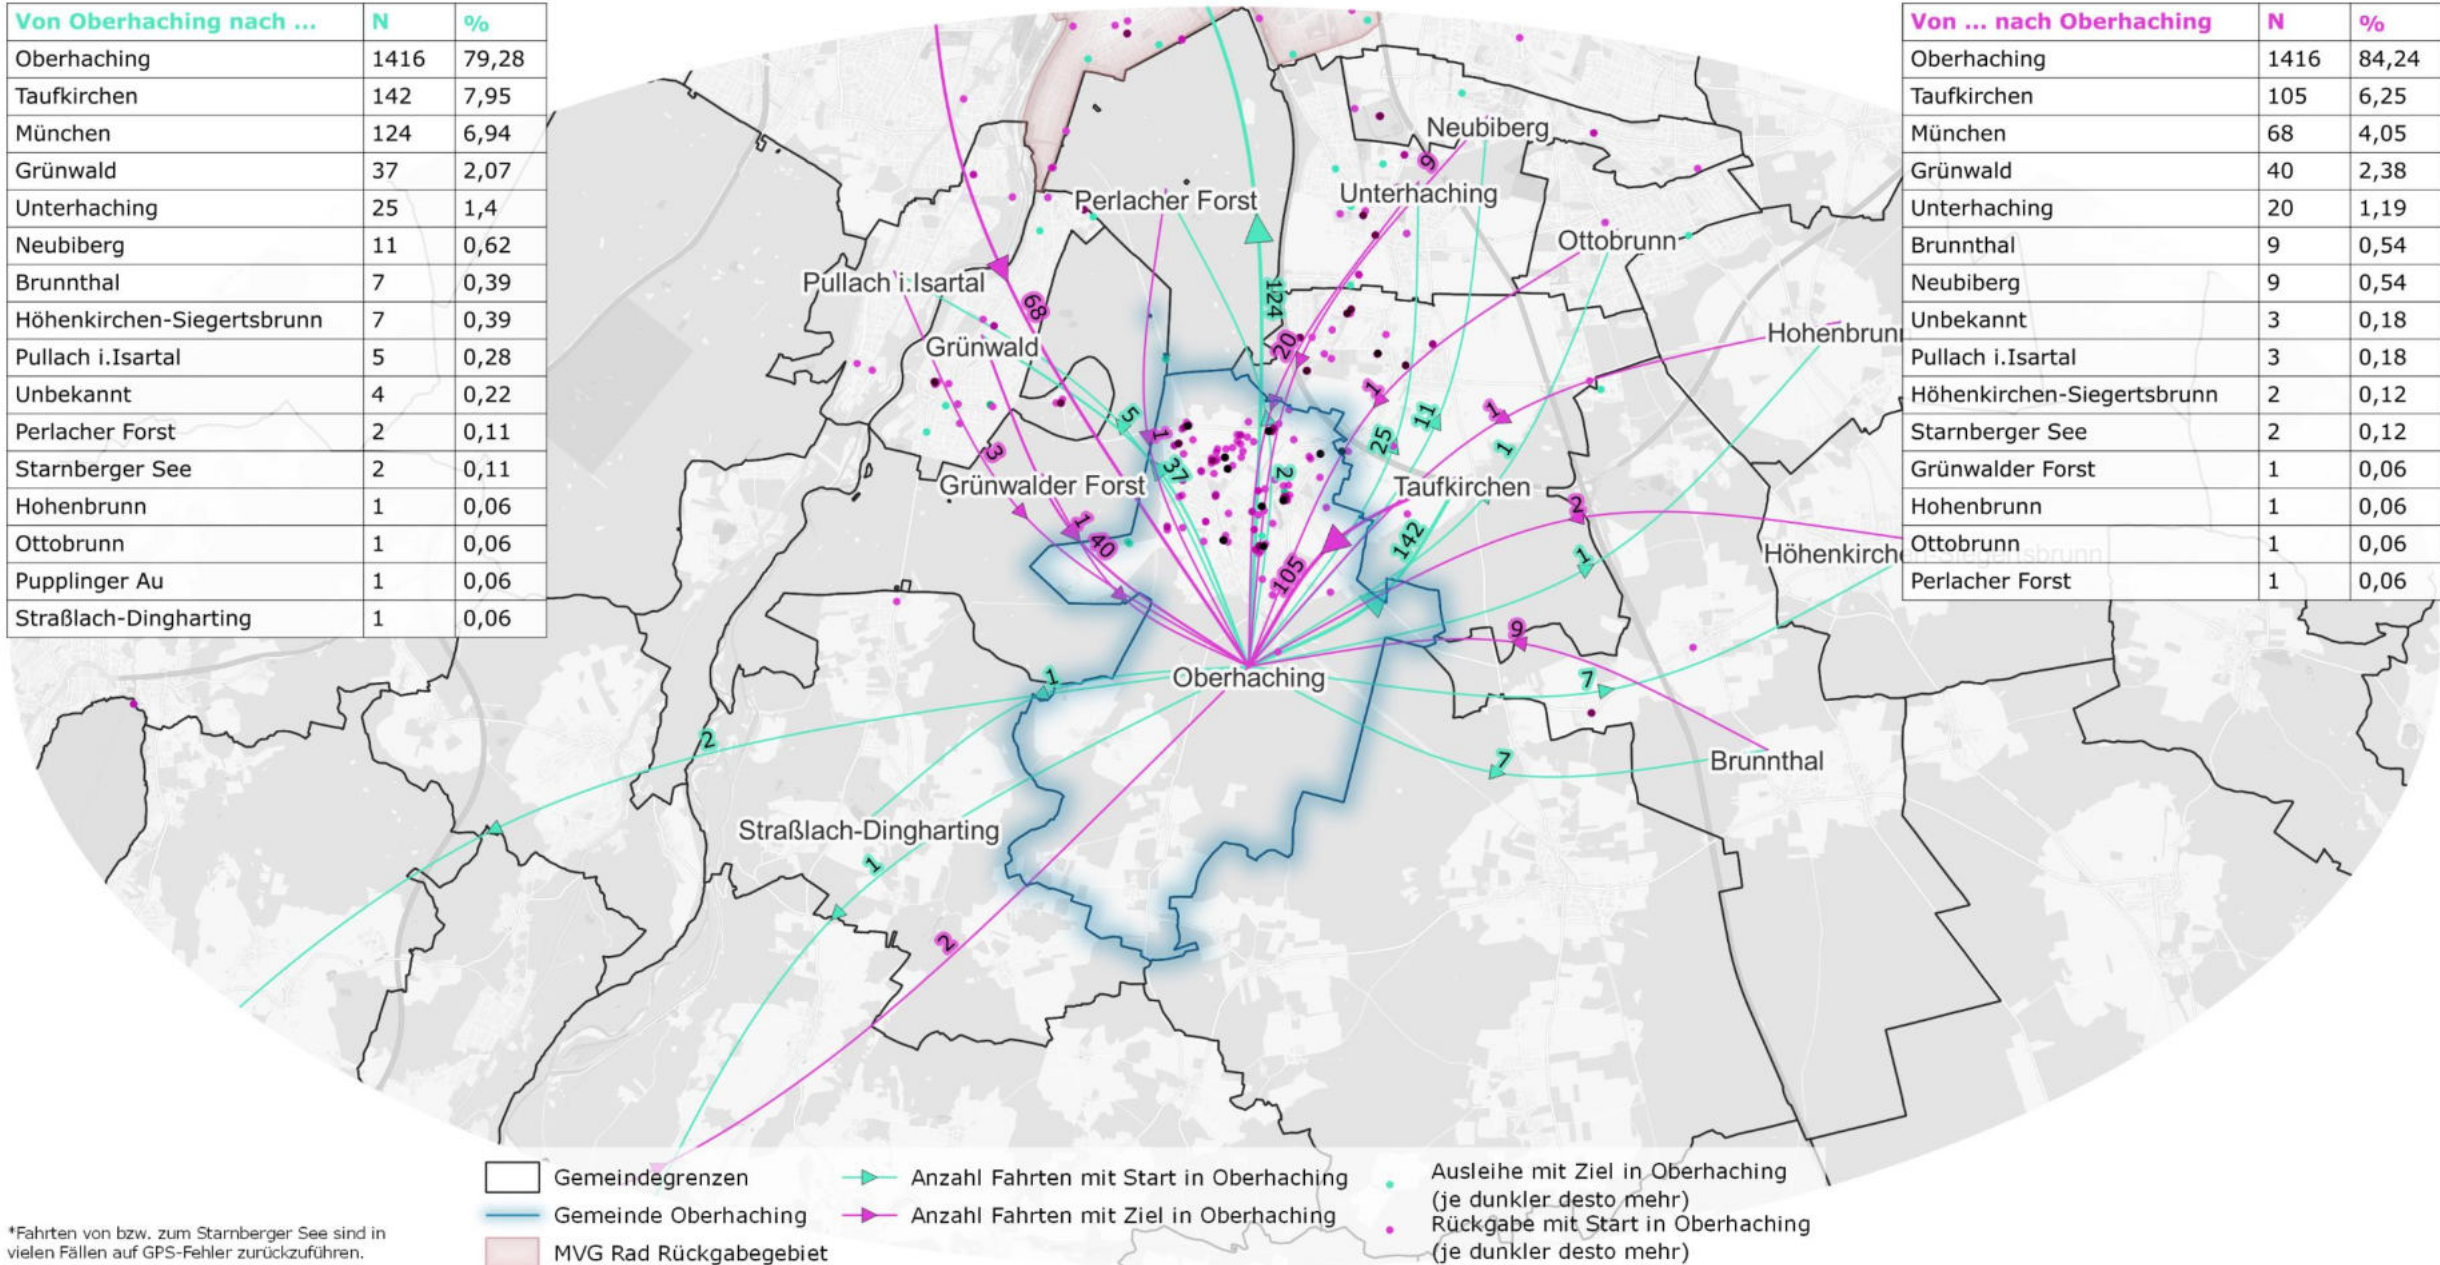 Von Oberhaching nach ... N %
Oberhaching 1416 79,28
Taufkirchen 142 7,95
München 124 6,94
Grünwald 37 2,07
Unterhaching 25 1,4
Neubiberg 11 0,62
Brunnthal 7 0,39
Höhenkirchen-Siegertsbrunn 7 0,39
Pullach i.Isartal 5 0,28
Unbekannt 4 0,22
Perlacher Forst 2 0,11
Starnberger See 2 0,11
Hohenbrunn 1 0,06
Ottobrunn 1 0,06
Pupplinger Au 1 0,06
Straßlach-Dingharting 1 0,06
Von ... nach Oberhaching N %
Oberhaching 1416 84,24
Taufkirchen 105 6,25
München 68 4,05
Grünwald 40 2,38
Unterhaching 20 1,19
Brunnthal 9 0,54
Neubiberg 9 0,54
Unbekannt 3 0,18
Pullach i.Isartal 3 0,18
Höhenkirchen-Siegertsbrunn 2 0,12
Starnberger See 2 0,12
Grünwalder Forst 1 0,06
Hohenbrunn 1 0,06
Ottobrunn 1 0,06
Perlacher Forst 1 0,06
Neubiberg
9
Perlacher Forst
Unterhaching
Ottobrunn
Pullach i.Isartal
68
124
Hohenbrunn
Grünwald
20
1
5
11
1
1
25
1
3
37
2
Grünwalder Forst
Taufkirchen
2
1
40
142
Höhenkirchen-Siegertsbrunn
1
105
9
Oberhaching
1
7
2
7
Brunnthal
Straßlach-Dingharting
1
2
Gemeindegrenzen
Gemeinde Oberhaching
MVG Rad Rückgabegebiet
Anzahl Fahrten mit Start in Oberhaching
Anzahl Fahrten mit Ziel in Oberhaching
Ausleihe mit Ziel in Oberhaching
(je dunkler desto mehr)
Rückgabe mit Start in Oberhaching
(je dunkler desto mehr)
*Fahrten von bzw. zum Starnberger See sind in
vielen Fällen auf GPS-Fehler zurückzuführen.